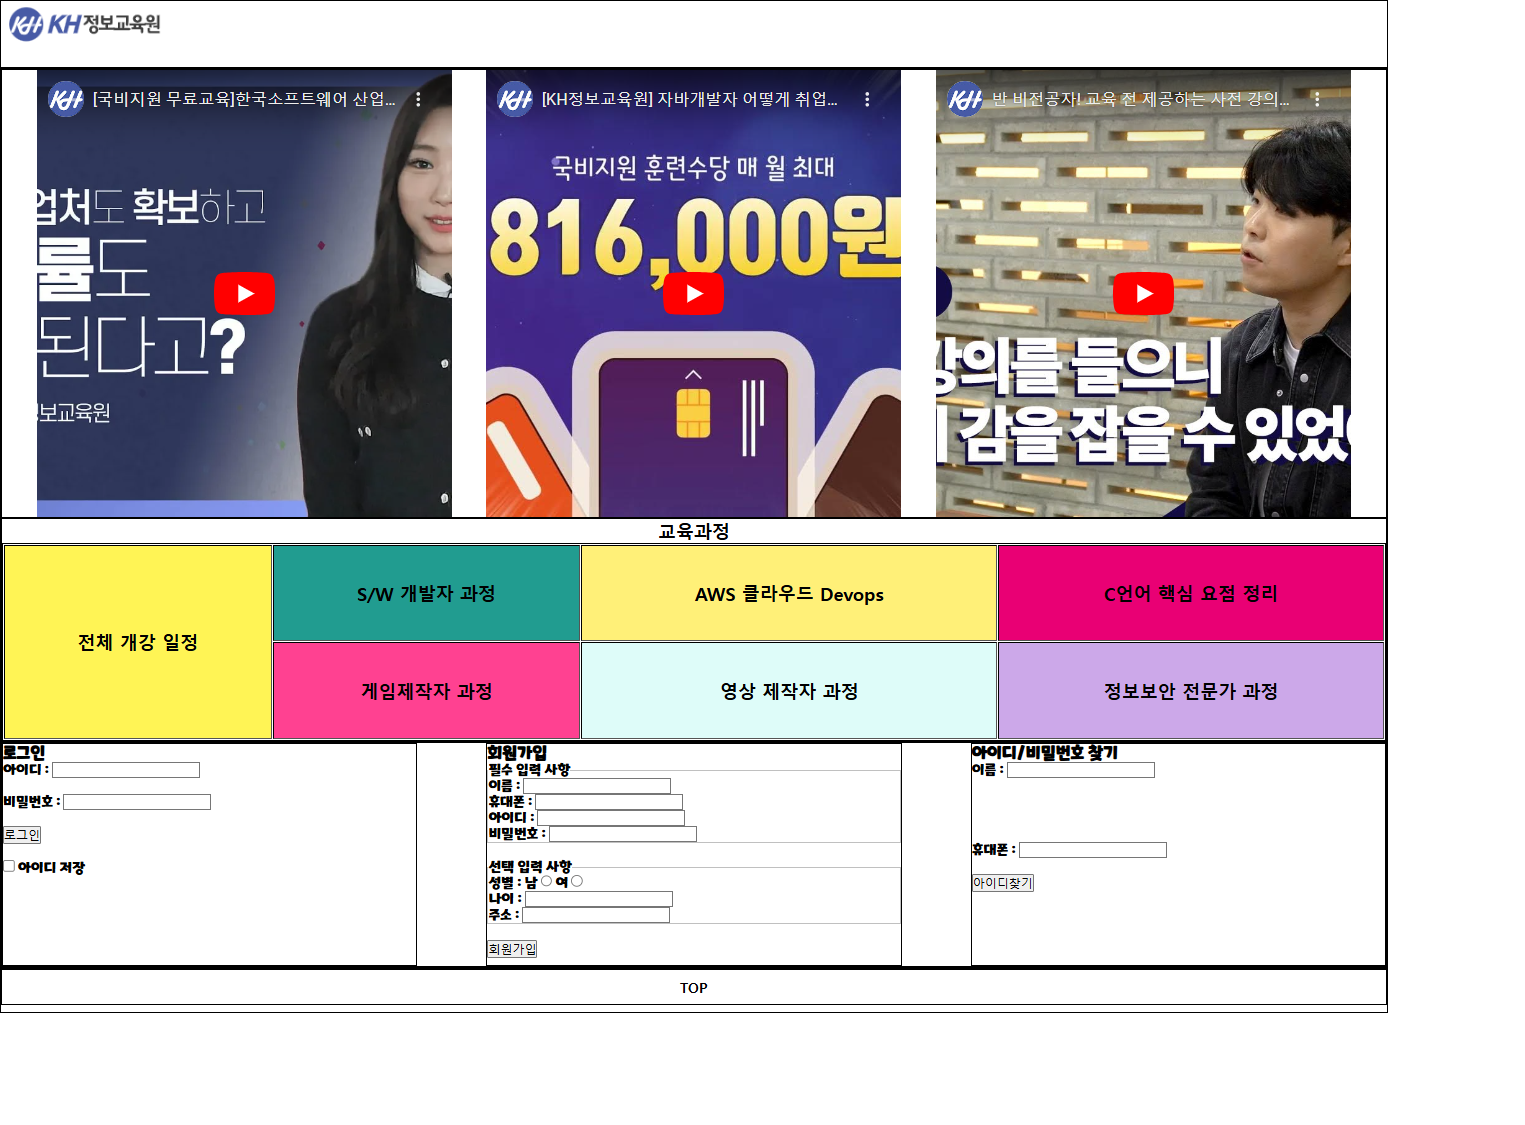 KH KH정보교육원
KH [국비지원 무료교육]한국소프트웨어 산업...
업처도 확보하고
률도
된다고?
정보교육원
KH [KH정보교육원] 자바개발자 어떻게 취업...
국비지원 훈련수당 매 월 최대
816,000원
KH 반 비전공자! 교육 전 제공하는 사전 강의...
강의를 들으니
감을 잡을 수 있었
교육과정
전체 개강 일정
S/W 개발자 과정
AWS 클라우드 Devops
C언어 핵심 요점 정리
게임제작자 과정
영상 제작자 과정
정보보안 전문가 과정
로그인
아이디 :
비밀번호 :
로그인
아이디 저장
회원가입
필수 입력 사항
이름 :
휴대폰 :
아이디 :
비밀번호 :
선택 입력 사항
성별 : 남 여
나이 :
주소 :
회원가입
아이디/비밀번호 찾기
이름 :
휴대폰 :
아이디찾기
TOP